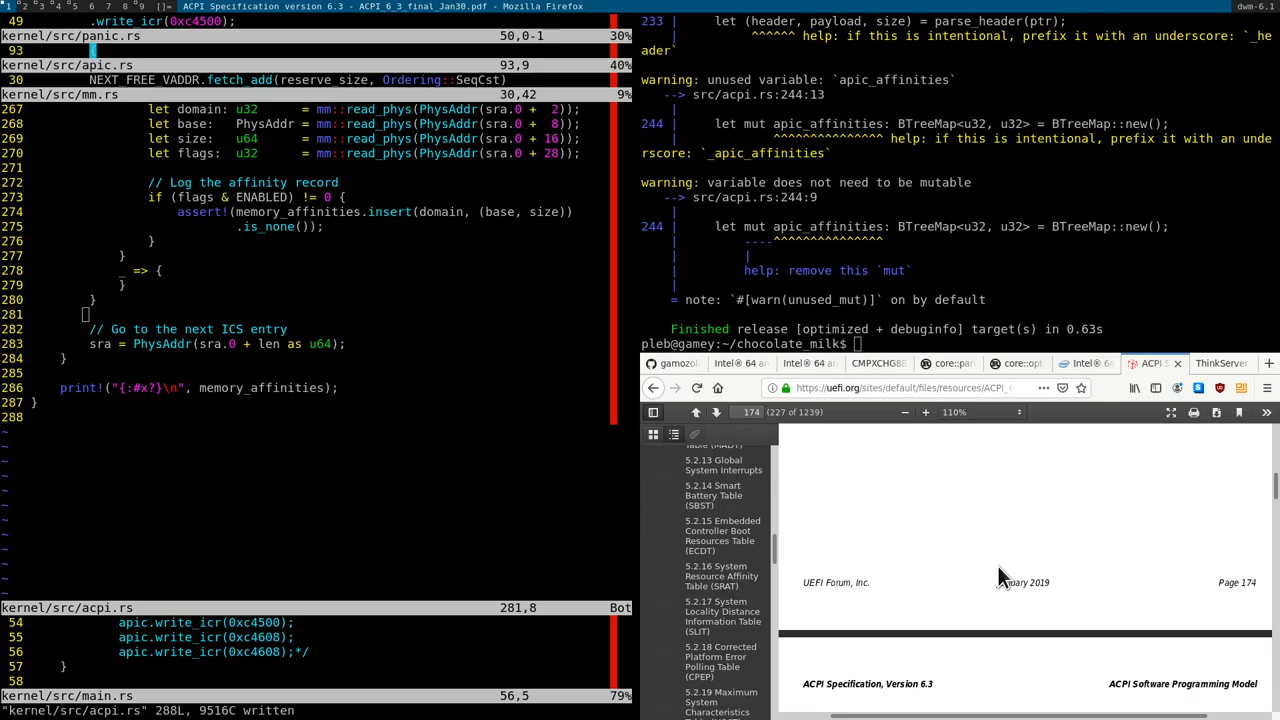 1 2 3 4 5 6 7 8 9 []= ACPI Specification version 6.3 - ACPI_6_3_final_Jan30.pdf - Mozilla Firefox dwm-6.1
49 .write_icr(0xc4500);
kernel/src/panic.rs 50,0-1 30%
93 {
kernel/src/apic.rs 93,9 40%
30 NEXT_FREE_VADDR.fetch_add(reserve_size, Ordering::SeqCst)
kernel/src/mm.rs 30,42 9%
267 let domain: u32 = mm::read_phys(PhysAddr(sra.0 + 2));
268 let base: PhysAddr = mm::read_phys(PhysAddr(sra.0 + 8));
269 let size: u64 = mm::read_phys(PhysAddr(sra.0 + 16));
270 let flags: u32 = mm::read_phys(PhysAddr(sra.0 + 28));
271
272 // Log the affinity record
273 if (flags & ENABLED) != 0 {
274 assert!(memory_affinities.insert(domain, (base, size))
275 .is_none());
276 }
277 }
278 _ => {
279 }
280 }
281
282 // Go to the next ICS entry
283 sra = PhysAddr(sra.0 + len as u64);
284 }
285
286 print!("{:#x?}\n", memory_affinities);
287 }
288
~
~
~
~
~
~
~
~
~
~
~
~
kernel/src/acpi.rs 281,8 Bot
54 apic.write_icr(0xc4500);
55 apic.write_icr(0xc4608);
56 apic.write_icr(0xc4608);*/
57 }
58
kernel/src/main.rs 56,5 79%
"kernel/src/acpi.rs" 288L, 9516C written
233 | let (header, payload, size) = parse_header(ptr);
| ^^^^^^ help: if this is intentional, prefix it with an underscore: `_he
ader`
warning: unused variable: `apic_affinities`
--> src/acpi.rs:244:13
|
244 | let mut apic_affinities: BTreeMap<u32, u32> = BTreeMap::new();
| ^^^^^^^^^^^^^^^ help: if this is intentional, prefix it with an unde
rscore: `_apic_affinities`
warning: variable does not need to be mutable
--> src/acpi.rs:244:9
|
244 | let mut apic_affinities: BTreeMap<u32, u32> = BTreeMap::new();
| ----^^^^^^^^^^^^^^^
| |
| help: remove this `mut`
|
= note: `#[warn(unused_mut)]` on by default
Finished release [optimized + debuginfo] target(s) in 0.63s
pleb@gamey:~/chocolate_milk$
gamozol Intel® 64 an Intel® 64 an CMPXCHG8B core::pan core::opt Intel® 64 ACPI S ThinkServer
https://uefi.org/sites/default/files/resources/ACPI_6
174 (227 of 1239) 110%
Table (MADT)
5.2.13 Global
System Interrupts
5.2.14 Smart
Battery Table
(SBST)
5.2.15 Embedded
Controller Boot
Resources Table
(ECDT)
5.2.16 System
Resource Affinity
Table (SRAT)
5.2.17 System
Locality Distance
Information Table
(SLIT)
5.2.18 Corrected
Platform Error
Polling Table
(CPEP)
5.2.19 Maximum
System
Characteristics
UEFI Forum, Inc. 2019 Page 174
ACPI Specification, Version 6.3 ACPI Software Programming Model